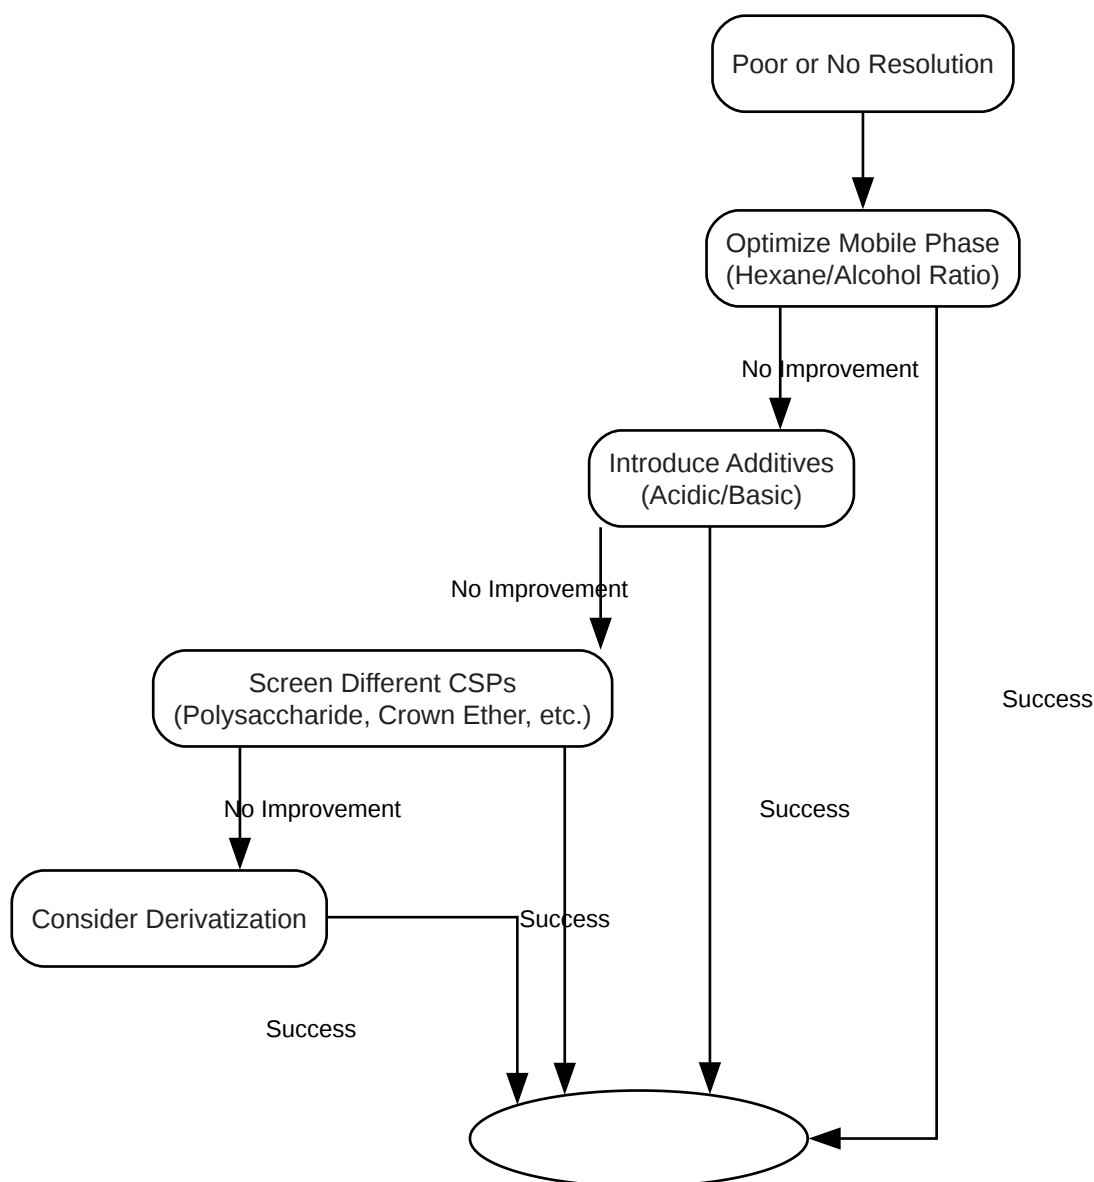 Poor or No Resolution
Optimize Mobile Phase
(Hexane/Alcohol Ratio)
No Improvement
Introduce Additives
(Acidic/Basic)
No Improvement
Screen Different CSPs
(Polysaccharide, Crown Ether, etc.)
Success
No Improvement
Success
Consider Derivatization
Success
Success